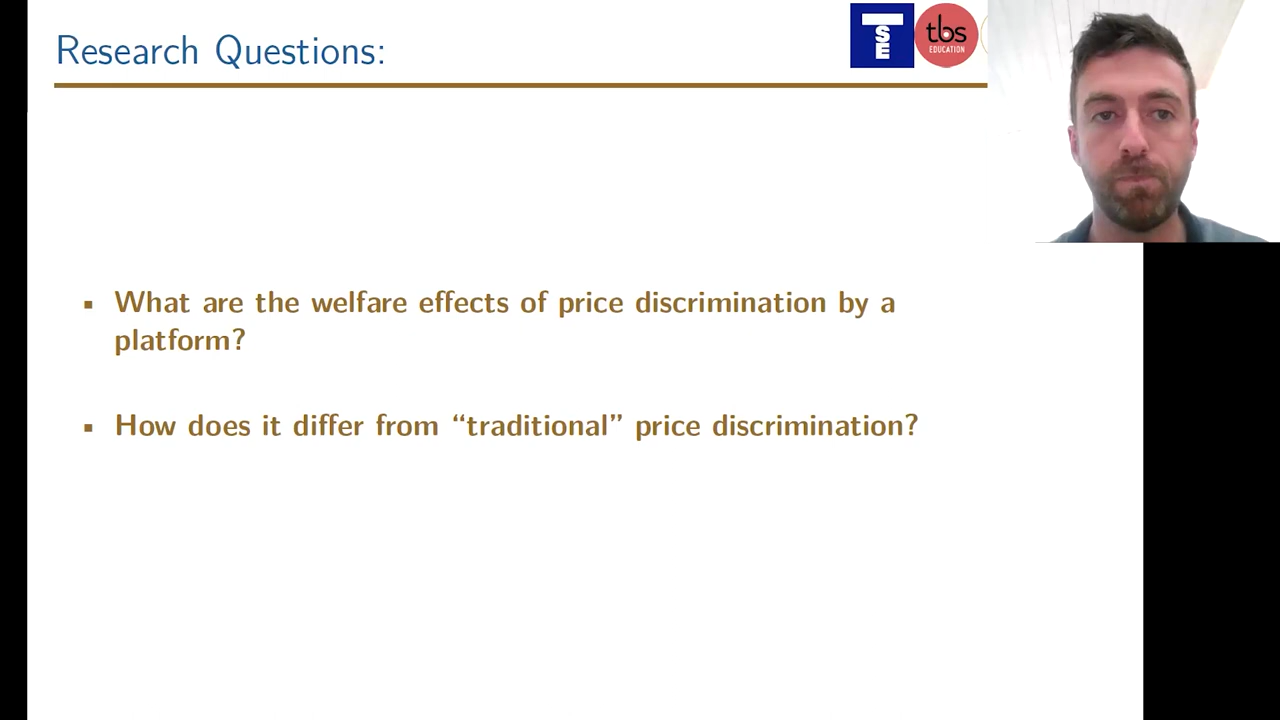 Research Questions:
TSE
tbs
EDUCATION
▪ What are the welfare effects of price discrimination by a
platform?
▪ How does it differ from “traditional” price discrimination?